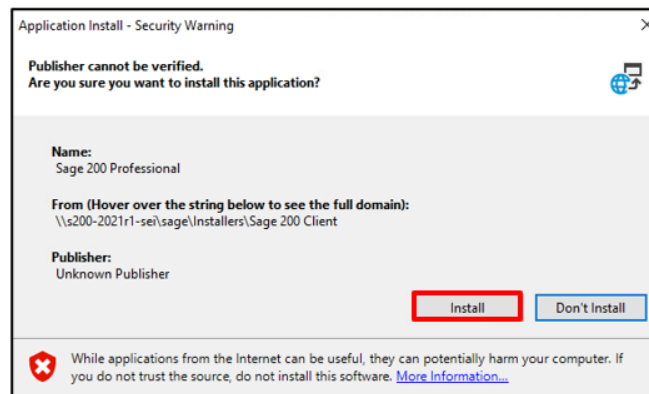 Application Install - Security Warning
Publisher cannot be verified.
Are you sure you want to install this application?
Name:
Sage 200 Professional
From (Hover over the string below to see the full domain):
\\s200-2021r1-sei\sage\Installers\Sage 200 Client
Publisher:
Unknown Publisher
Install Don't Install
While applications from the Internet can be useful, they can potentially harm your computer. If
you do not trust the source, do not install this software. More Information...